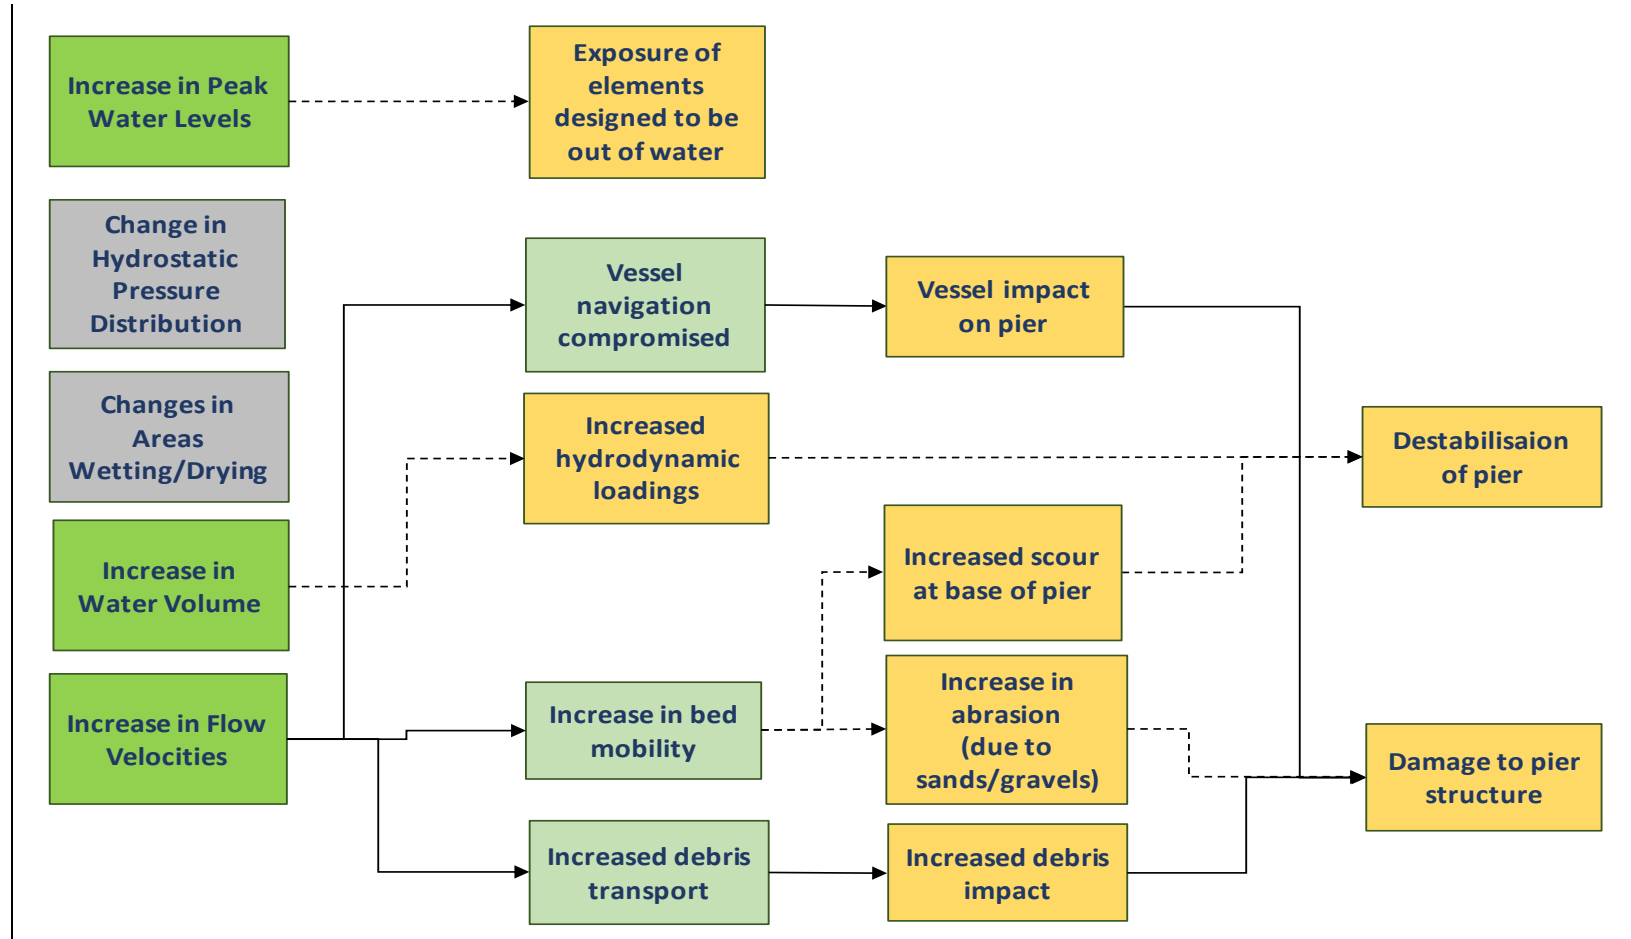 Increase in Peak
Water Levels
Exposure of
elements
designed to be
out of water
Change in
Hydrostatic
Pressure
Distribution
Vessel
navigation
compromised
Vessel impact
on pier
Changes in
Areas
Wetting/Drying
Increased
hydrodynamic
loadings
Destabilisaion
of pier
Increase in
Water Volume
Increased scour
at base of pier
Increase in Flow
Velocities
Increase in bed
mobility
Increase in
abrasion
(due to
sands/gravels)
Damage to pier
structure
Increased debris
transport
Increased debris
impact